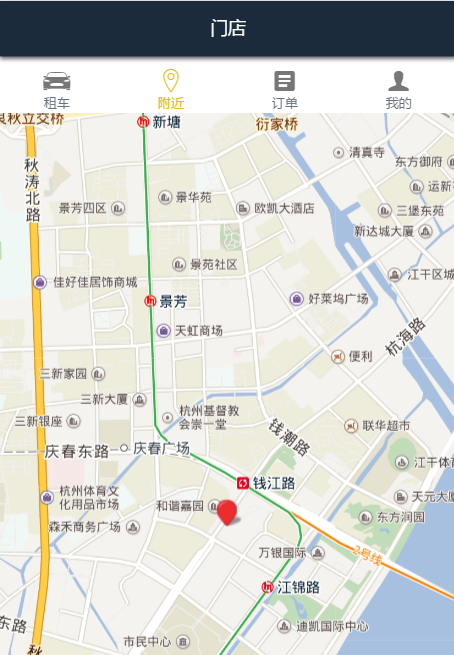 门店
租车
附近
订单
我的
秋立交桥
新塘
衍家桥
清真寺
东方御府
秋涛北路
景华苑
运新
景芳四区
欧凯大酒店
三堡东苑
新达城大厦
景苑社区
江干区城
佳好佳居饰商城
好莱坞广场
景芳
天虹商场
杭海路
便利
三新家园
三新大厦
杭州基督教
会崇一堂
三新银座
联华超市
钱潮路
庆春东路
庆春广场
江干体育
钱江路
杭州体育文
化用品市场
天元大厦
和谐嘉园
东方润园
森禾商务广场
万银国际
2号线
江锦路
东路
迪凯国际中心
市民中心
秋